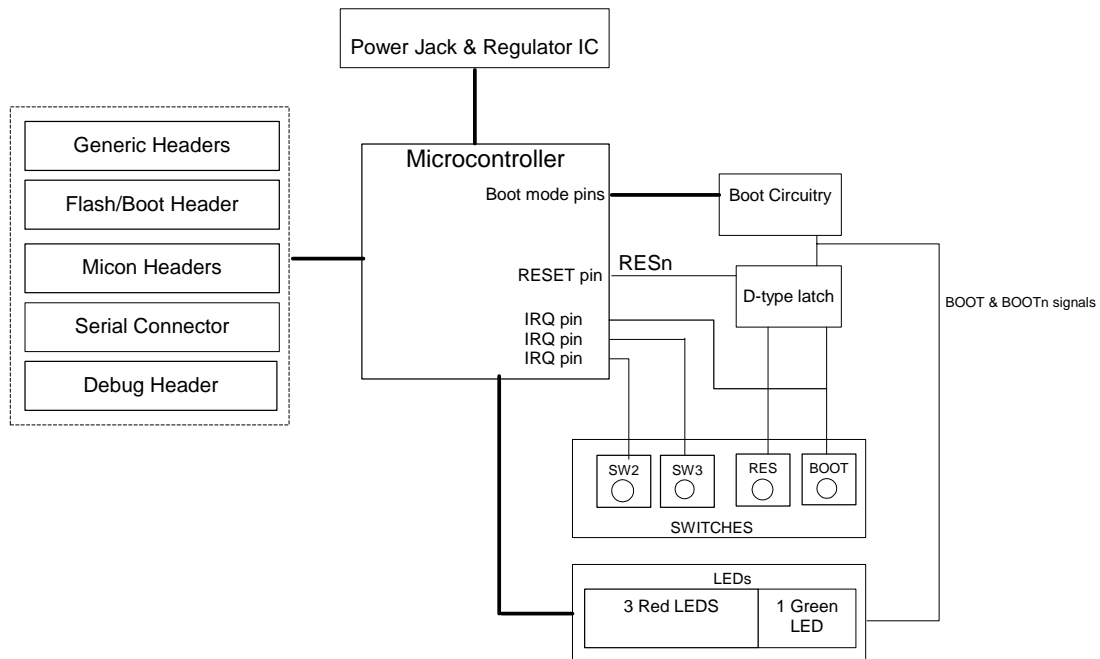 Power Jack & Regulator IC
Generic Headers
Flash/Boot Header
Micon Headers
Serial Connector
Debug Header
Microcontroller
Boot mode pins
RESET pin
IRQ pin
IRQ pin
IRQ pin
RESn
Boot Circuitry
D-type latch
BOOT & BOOTn signals
SW2
SW3
RES
BOOT
SWITCHES
LEDs
3 Red LEDS
1 Green
LED